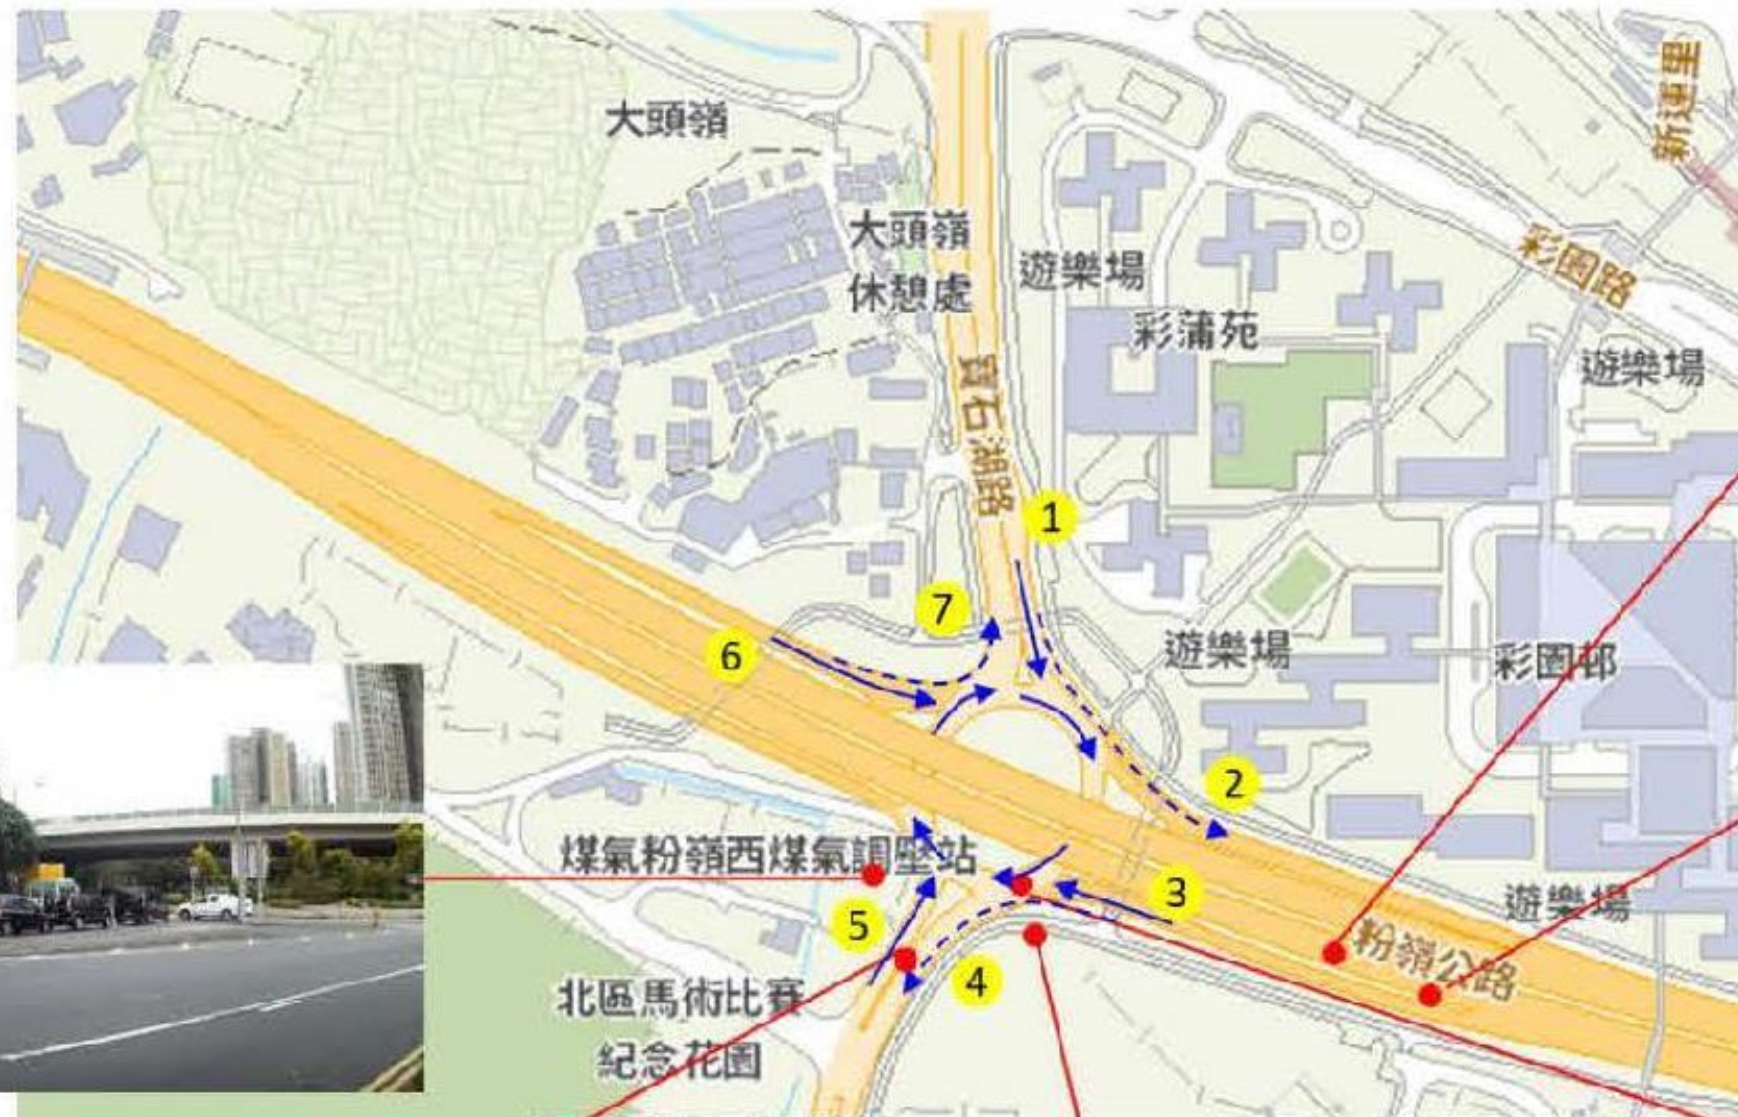 新運里
大頭嶺
大頭嶺
休憩處
遊樂場
彩園路
彩蒲苑
遊樂場
寶石湖路
1
7
6
遊樂場
彩園邨
2
煤氣粉嶺西煤氣調壓站
3
遊樂場
5
粉嶺公路
4
北區馬術比賽
紀念花園